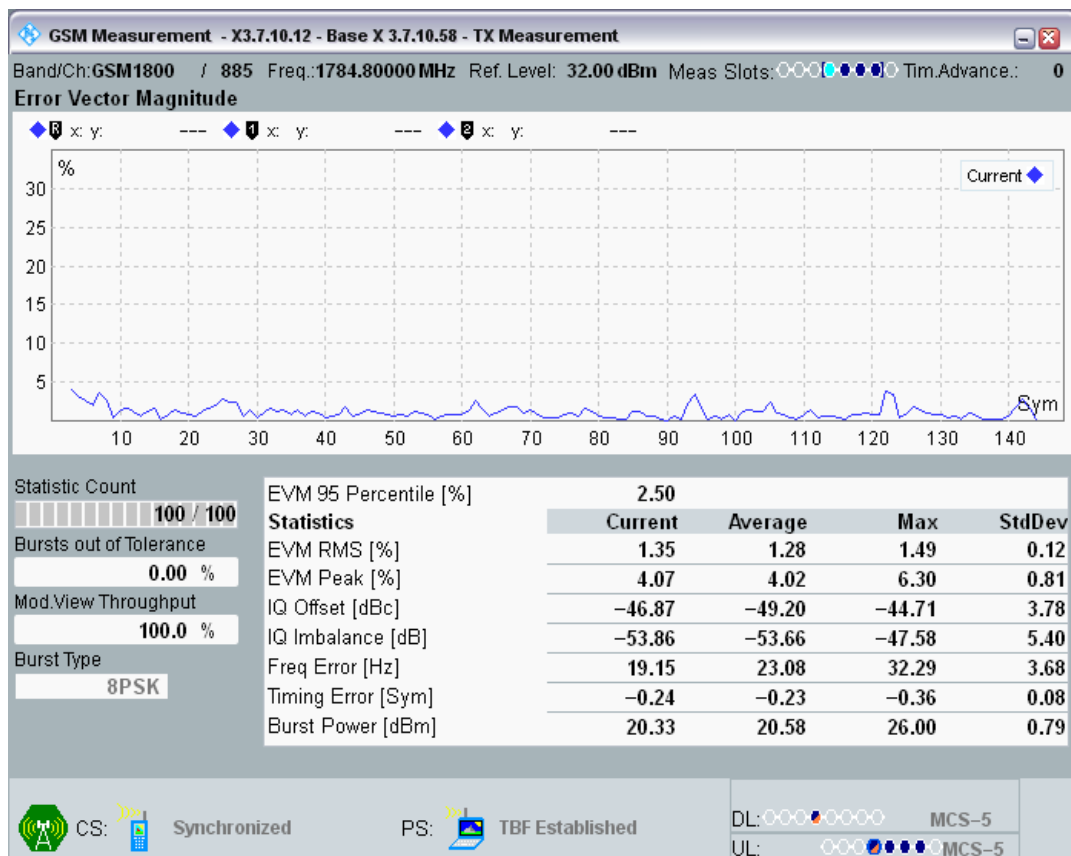 GSM Measurement - X3.7.10.12 - Base X 3.7.10.58 - TX Measurement
Band/Ch:GSM1800 / 885 Freq.:1784.80000 MHz Ref. Level: 32.00 dBm Meas Slots: Tim.Advance.: 0
Error Vector Magnitude
R x: y: --- 1 x: y: --- 2 x: y: ---
%
Current
30
25
20
15
10
5
Sym
10 20 30 40 50 60 70 80 90 100 110 120 130 140
Statistic Count
100 / 100
Bursts out of Tolerance
0.00 %
Mod.View Throughput
100.0 %
Burst Type
8PSK
EVM 95 Percentile [%] 2.50
Statistics Current Average Max StdDev
EVM RMS [%] 1.35 1.28 1.49 0.12
EVM Peak [%] 4.07 4.02 6.30 0.81
IQ Offset [dBc] −46.87 −49.20 −44.71 3.78
IQ Imbalance [dB] −53.86 −53.66 −47.58 5.40
Freq Error [Hz] 19.15 23.08 32.29 3.68
Timing Error [Sym] −0.24 −0.23 −0.36 0.08
Burst Power [dBm] 20.33 20.58 26.00 0.79
CS: Synchronized PS: TBF Established
DL: MCS−5
UL: MCS−5